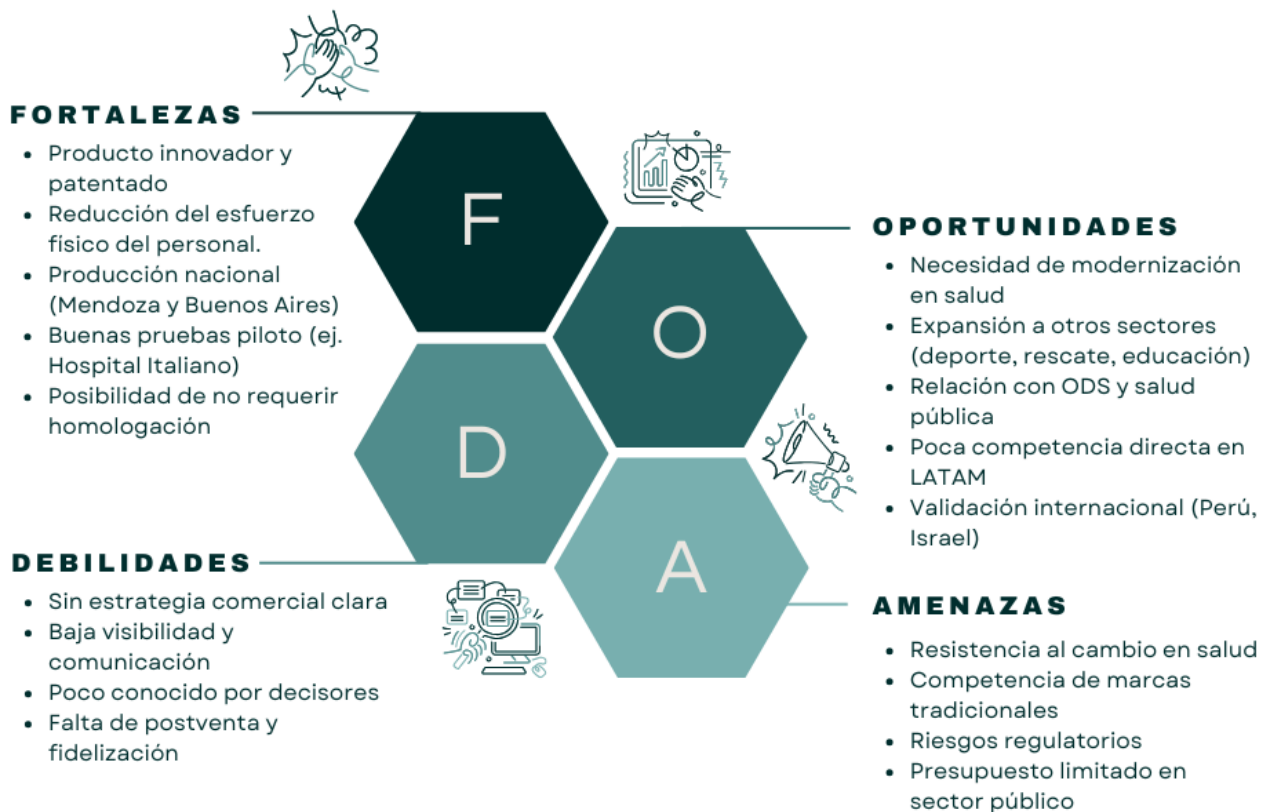 FORTALEZAS
• Producto innovador y
patentado
• Reducción del esfuerzo
físico del personal.
• Producción nacional
(Mendoza y Buenos Aires)
• Buenas pruebas piloto (ej.
Hospital Italiano)
• Posibilidad de no requerir
homologación
F
O
D
A
OPORTUNIDADES
• Necesidad de modernización
en salud
• Expansión a otros sectores
(deporte, rescate, educación)
• Relación con ODS y salud
pública
• Poca competencia directa en
LATAM
• Validación internacional (Perú,
Israel)
DEBILIDADES
• Sin estrategia comercial clara
• Baja visibilidad y
comunicación
• Poco conocido por decisores
• Falta de postventa y
fidelización
AMENAZAS
• Resistencia al cambio en salud
• Competencia de marcas
tradicionales
• Riesgos regulatorios
• Presupuesto limitado en
sector público